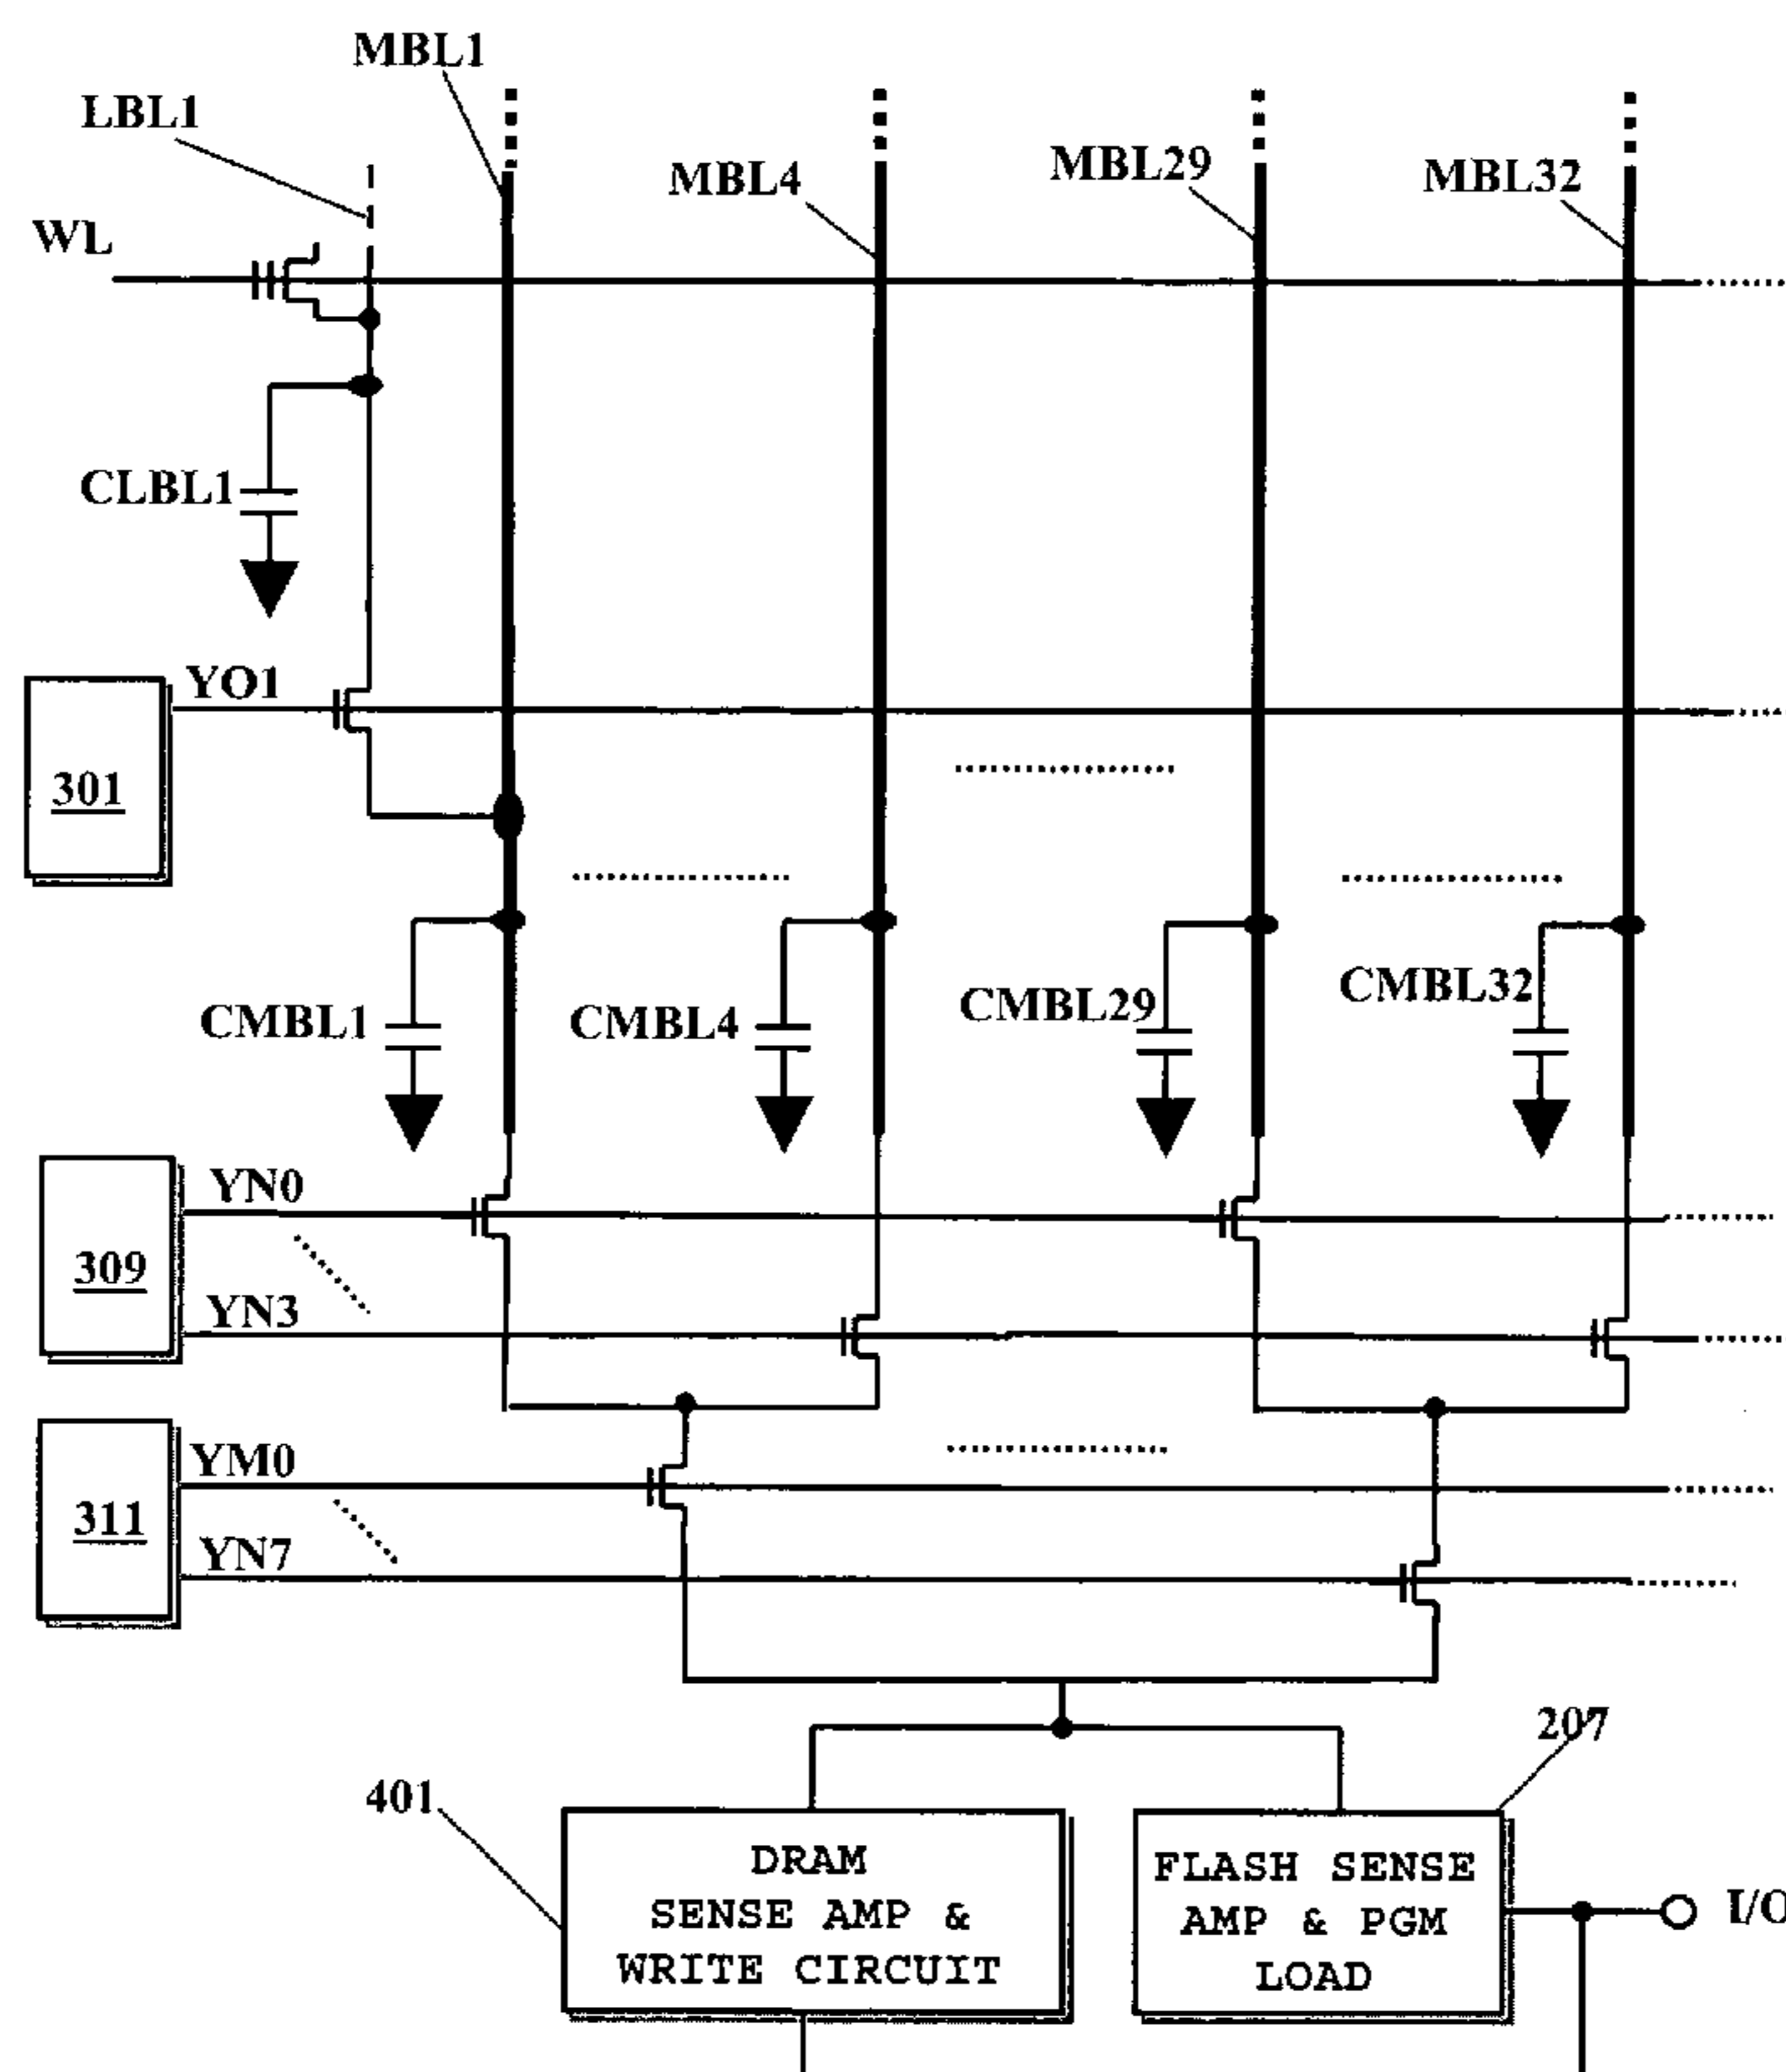 MBL1
LBL1
MBL4
MBL29
MBL32
WL
CLBL1
YO1
301
CMBL1
CMBL4
CMBL29
CMBL32
YN0
309
YN3
YM0
311
YN7
207
401
DRAM
SENSE AMP &
WRITE CIRCUIT
FLASH SENSE
AMP & PGM
LOAD
I/O